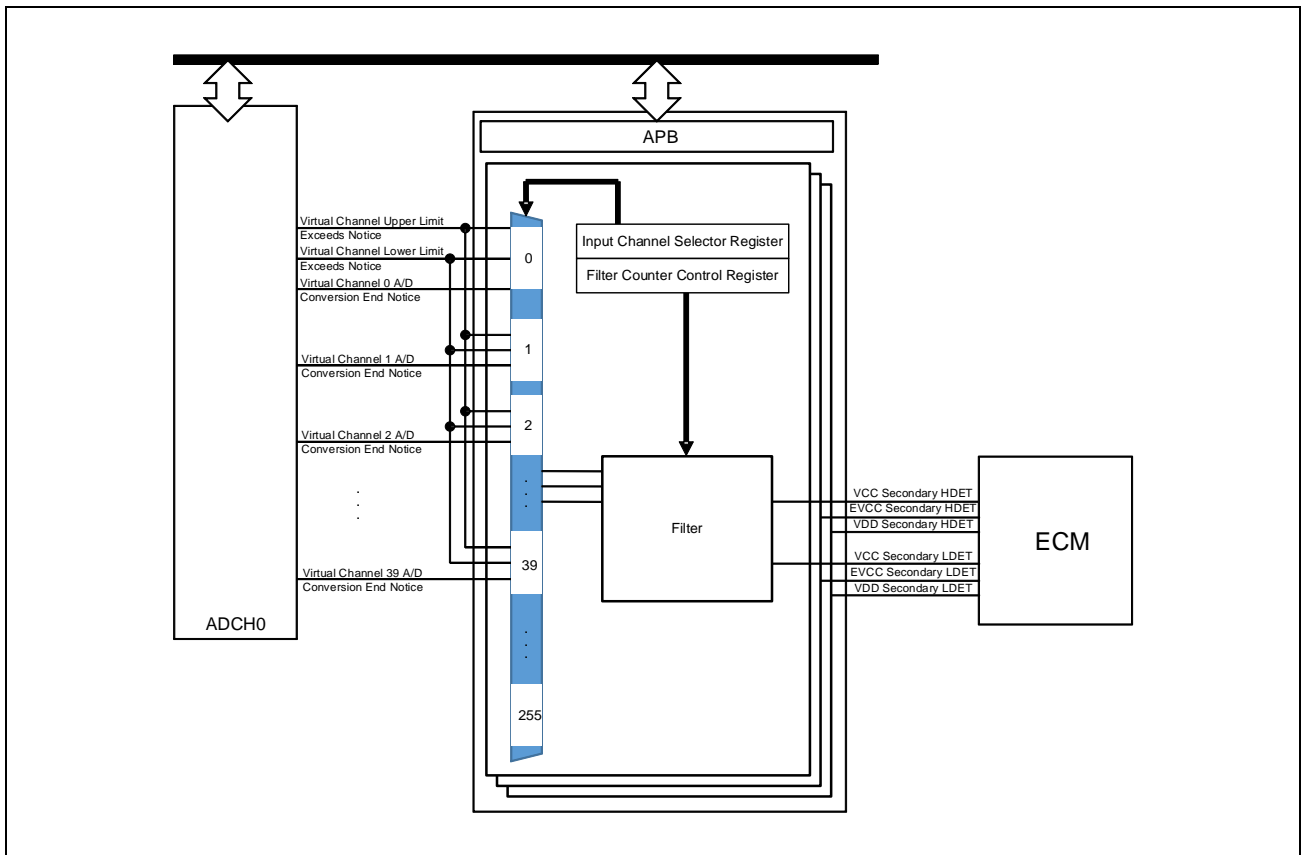 APB
Virtual Channel Upper Limit
Exceeds Notice
Virtual Channel Lower Limit
Exceeds Notice
Virtual Channel 0 A/D
Conversion End Notice
Virtual Channel 1 A/D
Conversion End Notice
Virtual Channel 2 A/D
Conversion End Notice
.
.
.
Virtual Channel 39 A/D
Conversion End Notice
ADCH0
0
1
2
.
.
.
39
.
.
.
255
Input Channel Selector Register
Filter Counter Control Register
Filter
VCC Secondary HDET
EVCC Secondary HDET
VDD Secondary HDET
VCC Secondary LDET
EVCC Secondary LDET
VDD Secondary LDET
ECM